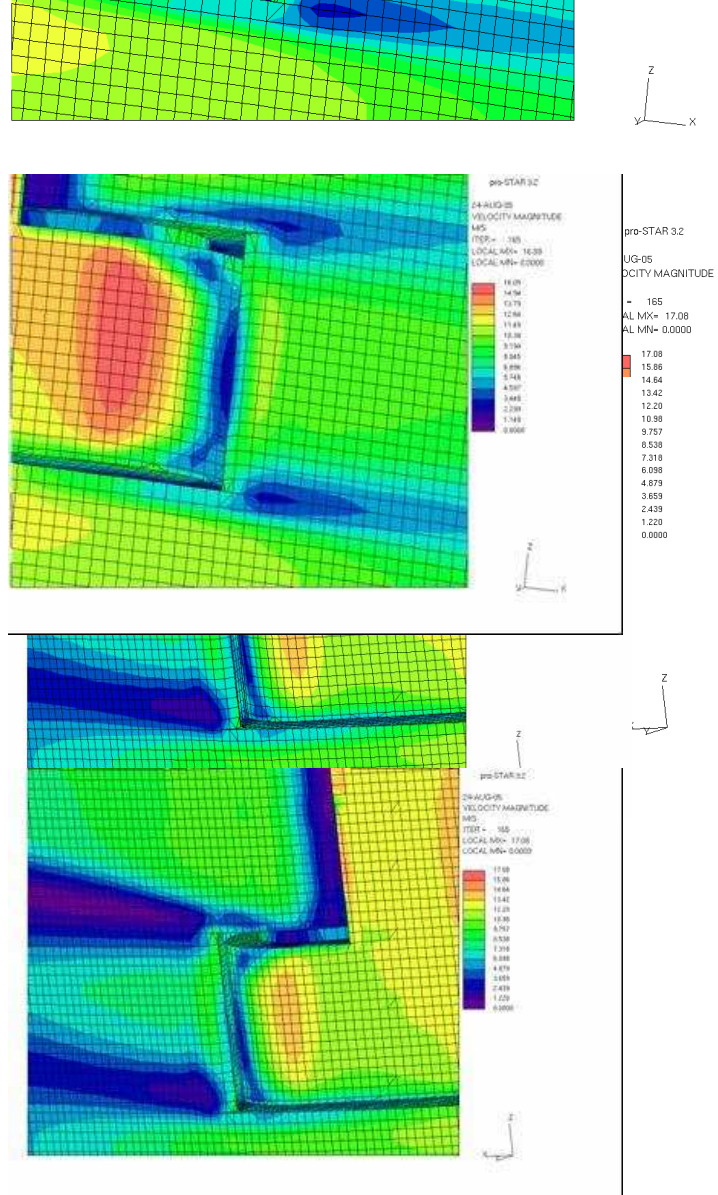 Z
X
Y
pro-STAR 3.2
24-AUG-05
VELOCITY MAGNITUDE
M/S
ITER = 165
LOCAL MX= 16.09
LOCAL MN= 0.0000
16.09
14.94
13.79
12.64
11.49
10.34
9.194
8.045
6.896
5.746
4.597
3.448
2.299
1.149
0.0000
Z
Y
X
pro-STAR 3.2
UG-05
OCITY MAGNITUDE
= 165
AL MX= 17.08
AL MN= 0.0000
17.08
15.86
14.64
13.42
12.20
10.98
9.757
8.538
7.318
6.098
4.879
3.659
2.439
1.220
0.0000
Z
Y
Z
pro-STAR 3.2
24-AUG-05
VELOCITY MAGNITUDE
M/S
ITER = 165
LOCAL MX= 17.08
LOCAL MN= 0.0000
17.08
15.86
14.64
13.42
12.20
10.98
9.757
8.538
7.318
6.098
4.879
3.659
2.439
1.220
0.0000
Z